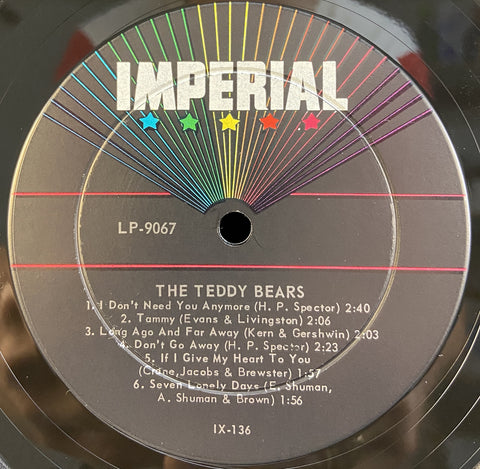 IMPERIAL
LP-9067
THE TEDDY BEARS
1. I Don't Need You Anymore (H. P. Spector) 2:40
2. Tammy (Evans & Livingston) 2:06
3. Long Ago And Far Away (Kern & Gershwin) 2:03
4. Don't Go Away (H. P. Spector) 2:23
5. If I Give My Heart To You
(Crane, Jacobs & Brewster) 1:57
6. Seven Lonely Days (E. Shuman,
A. Shuman & Brown) 1:56
IX-136